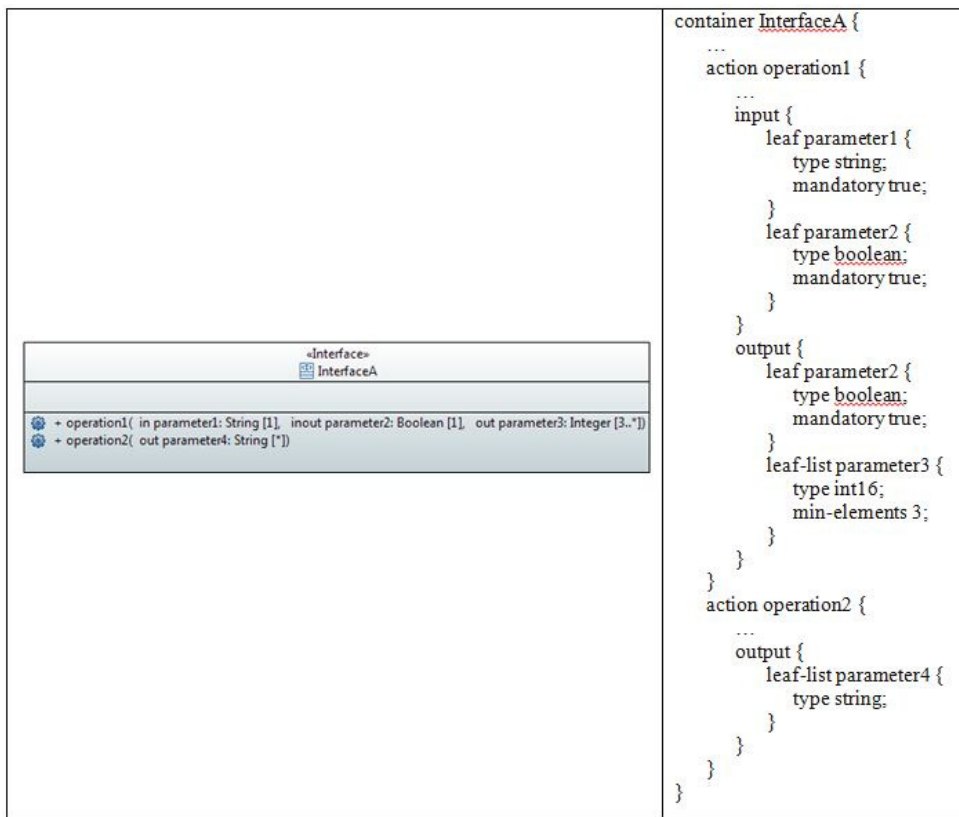 «Interface»
InterfaceA
+ operation1( in parameter1: String [1], inout parameter2: Boolean [1], out parameter3: Integer [3..*])
+ operation2( out parameter4: String [*])
container InterfaceA {
...
action operation1 {
...
input {
leaf parameter1 {
type string;
mandatory true;
}
leaf parameter2 {
type boolean;
mandatory true;
}
}
output {
leaf parameter2 {
type boolean;
mandatory true;
}
leaf-list parameter3 {
type int16;
min-elements 3;
}
}
}
action operation2 {
...
output {
leaf-list parameter4 {
type string;
}
}
}
}